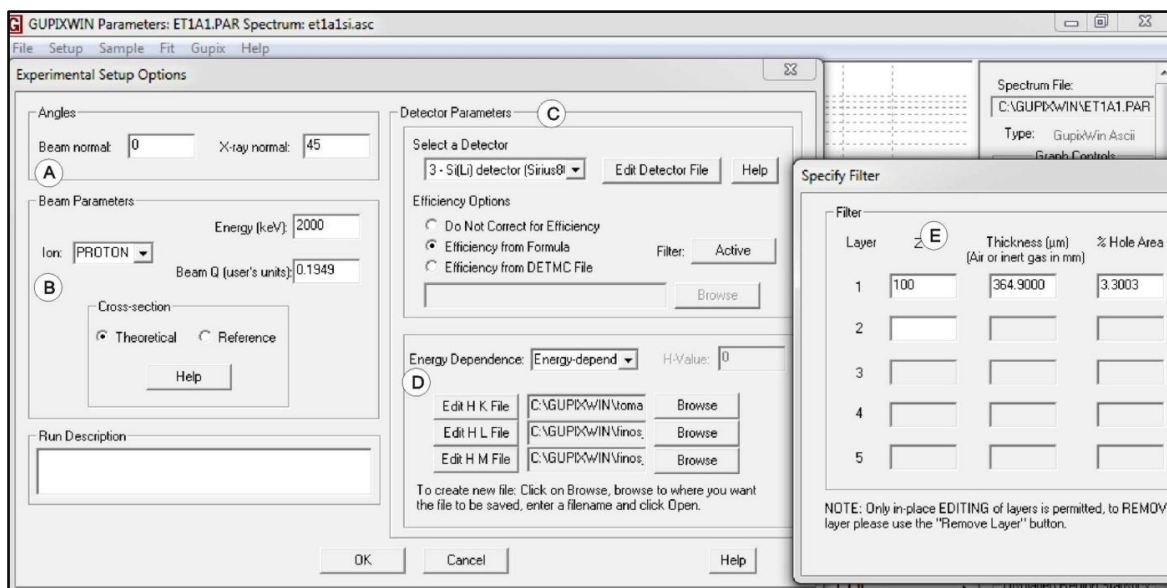 GUPIXWIN Parameters: ET1A1.PAR Spectrum: et1a1si.asc
File Setup Sample Fit Gupix Help
Experimental Setup Options
Angles
Beam normal: 0 X-ray normal: 45
A
Beam Parameters
Energy (keV): 2000
Ion: PROTON
Beam Q (user's units): 0.1949
B
Cross-section
Theoretical Reference
Help
Run Description
Detector Parameters C
Select a Detector
3 - Si(Li) detector (Sirius8 Edit Detector File Help
Efficiency Options
Do Not Correct for Efficiency
Efficiency from Formula Filter: Active
Efficiency from DETMC File
Browse
Energy Dependence: Energy-depend H-Value: 0
D
Edit H K File C:\GUPIXWIN\toma Browse
Edit H L File C:\GUPIXWIN\finos_ Browse
Edit H M File C:\GUPIXWIN\finos_ Browse
To create new file: Click on Browse, browse to where you want
the file to be saved, enter a filename and click Open.
OK Cancel Help
Spectrum File:
C:\GUPIXWIN\ET1A1.PAR
Type: GupixWin Ascii
Graph Controls
Specify Filter
Filter
Layer Z E Thickness (µm) % Hole Area
(Air or inert gas in mm)
1 100 364.9000 3.3003
2
3
4
5
NOTE: Only in-place EDITING of layers is permitted, to REMOV
layer please use the "Remove Layer" button.